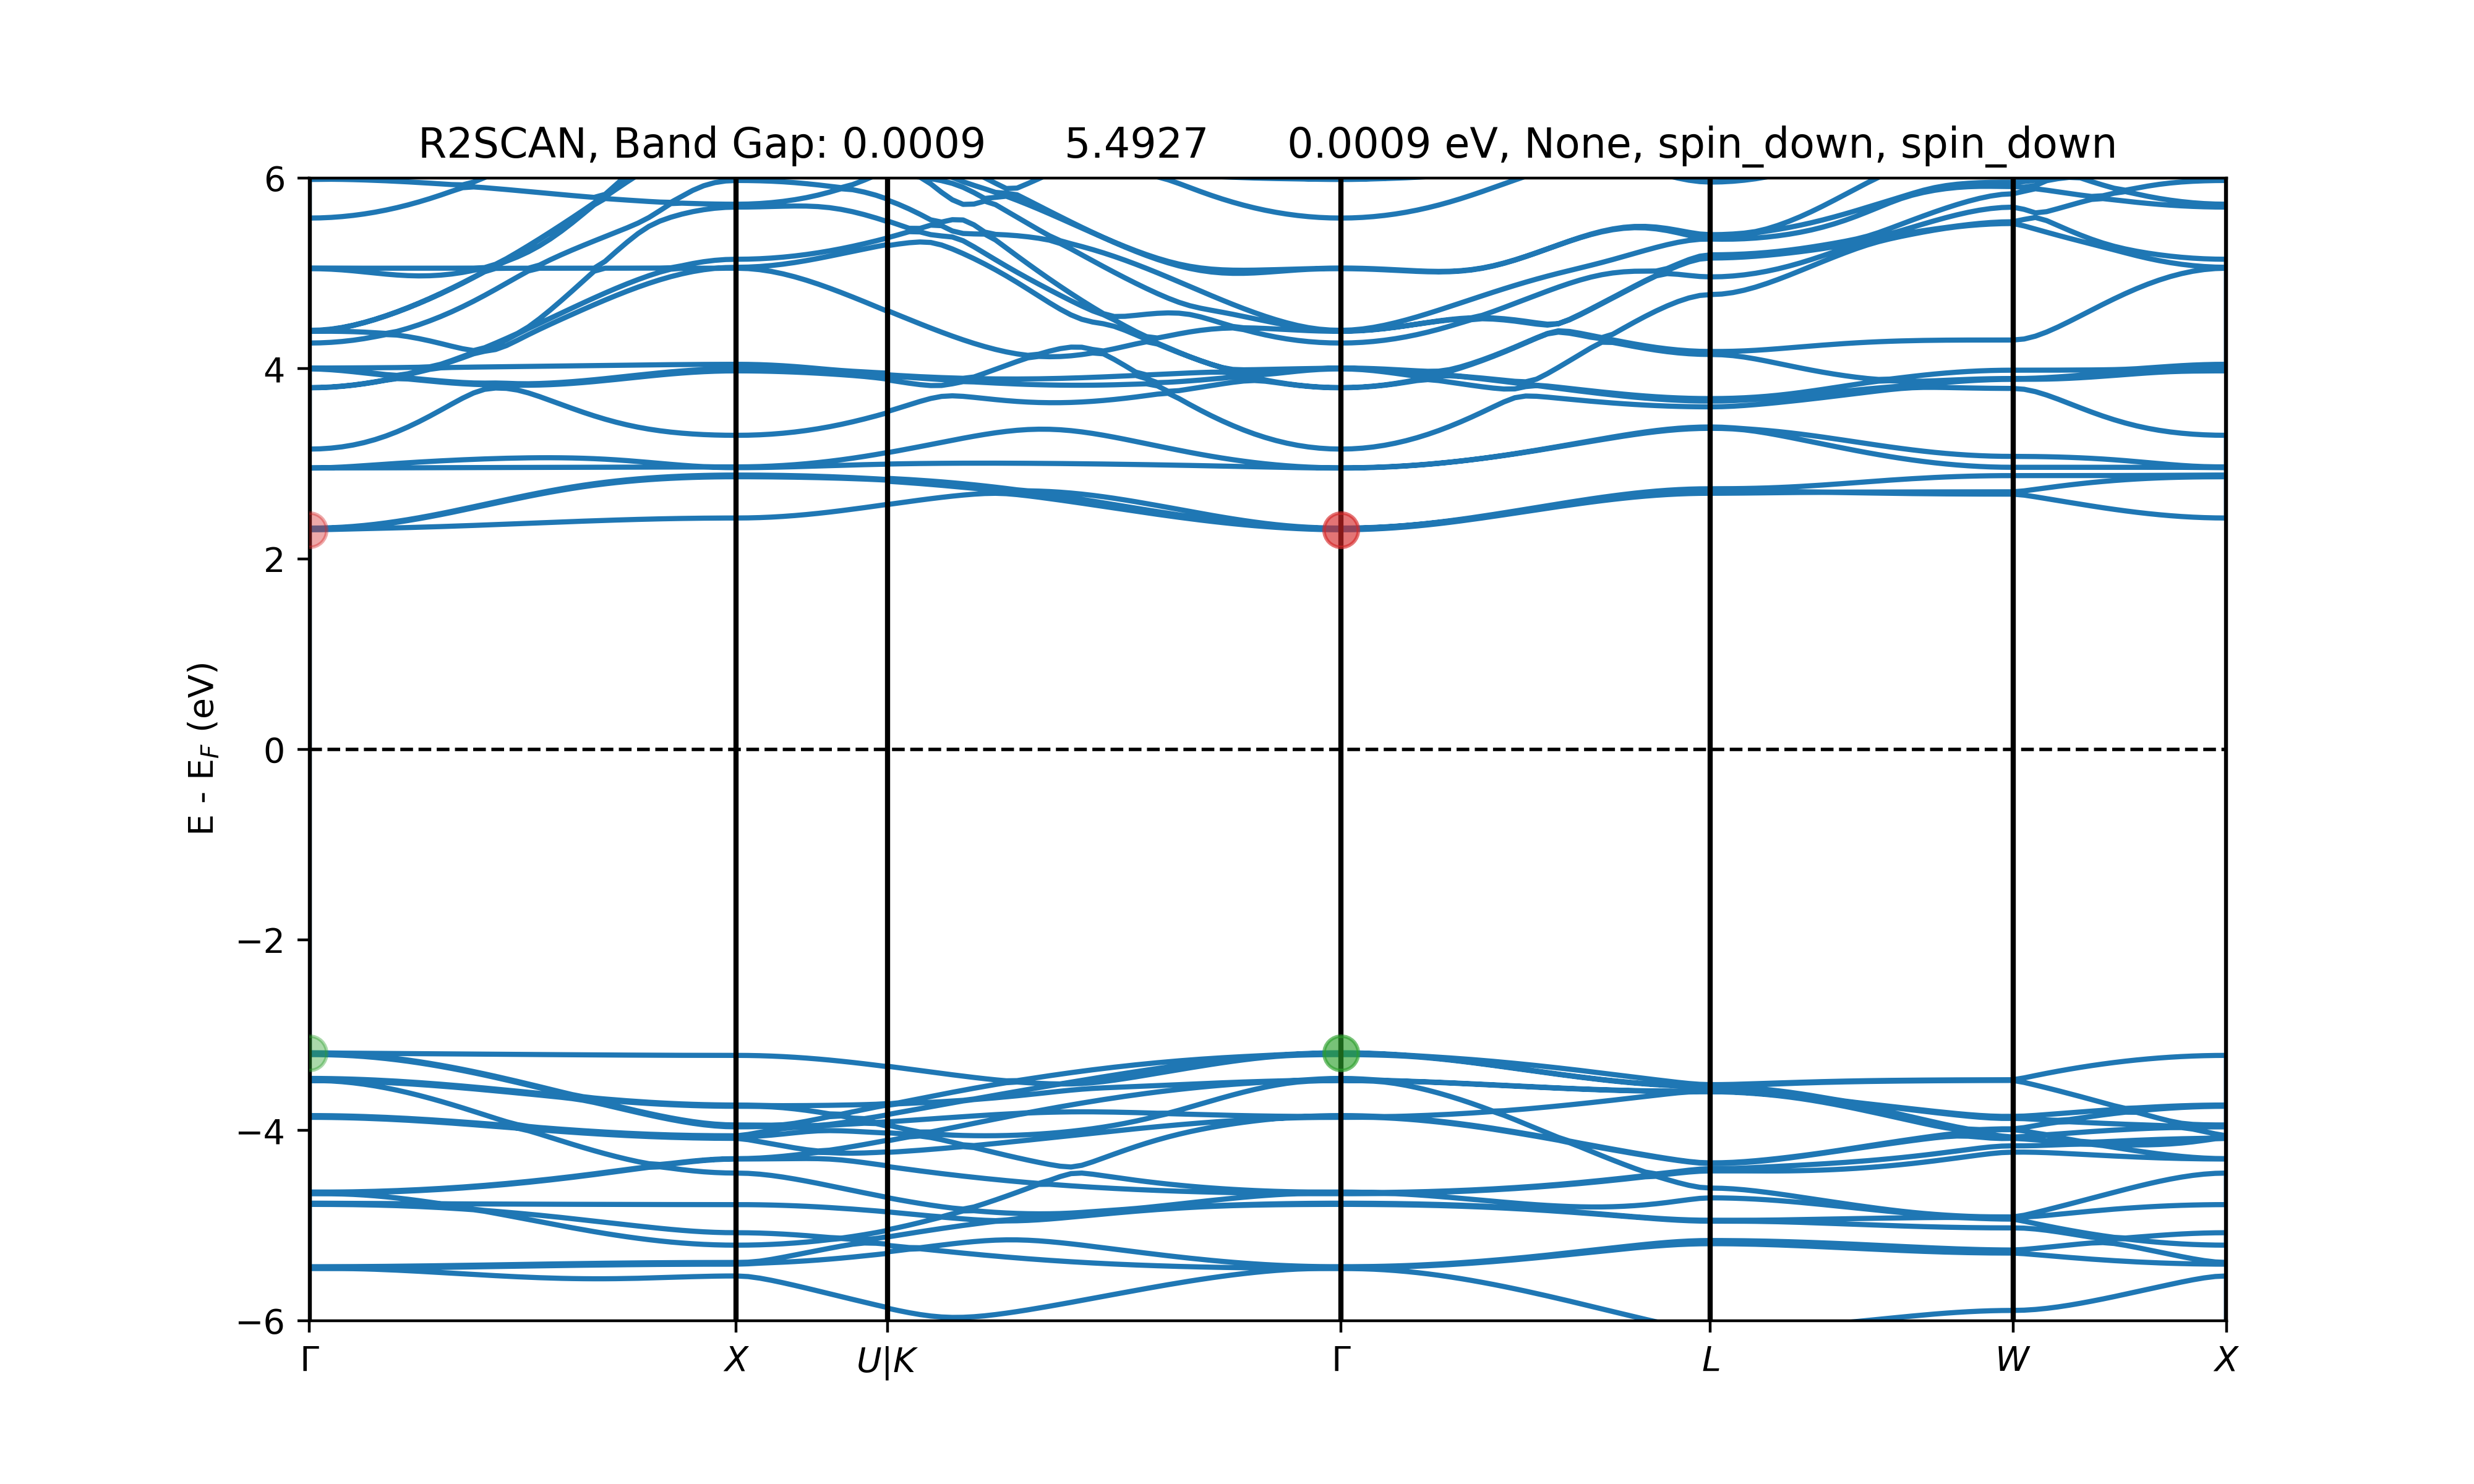 R2SCAN, Band Gap: 0.0009 5.4927 0.0009 eV, None, spin_down, spin_down
E - E_F (eV)
6
4
2
0
−2
−4
−6
Γ X U|K Γ L W X